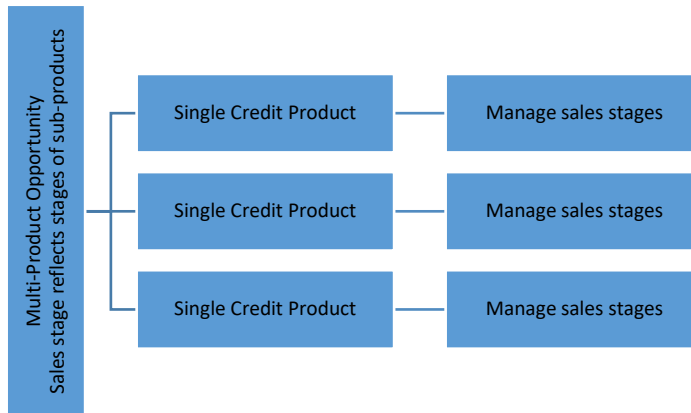 Multi-Product Opportunity
Sales stage reflects stages of sub-products
Single Credit Product
Manage sales stages
Single Credit Product
Manage sales stages
Single Credit Product
Manage sales stages